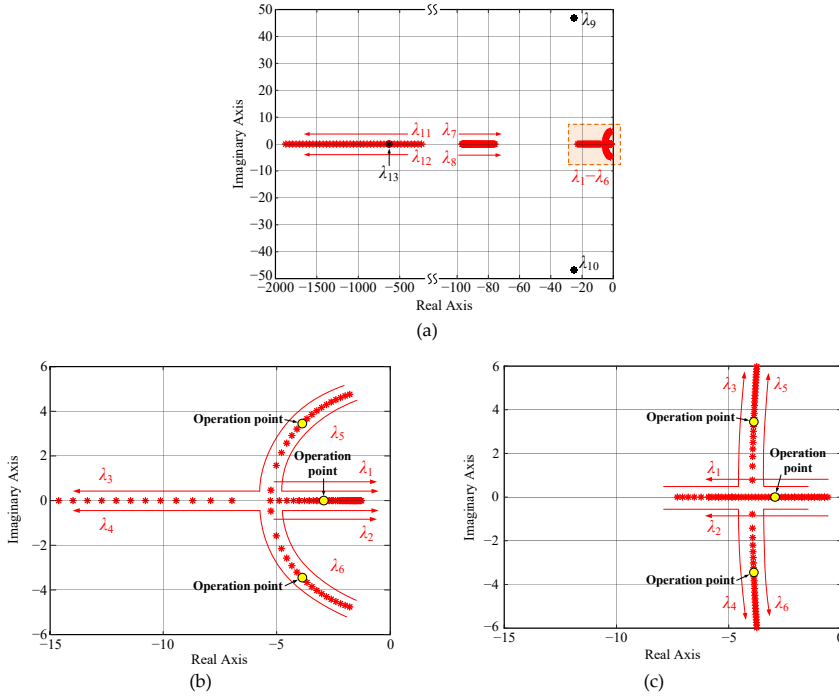 50
40
30
20
10
0
−10
−20
−30
−40
50
Imaginary Axis
λ9
λ11
λ12
λ13
λ7
λ8
λ1−λ6
λ10
−2000
−1500
−1000
−500
−100
−80
−60
−40
−20
0
Real Axis
(a)
6
4
2
0
−2
−4
−6
Imaginary Axis
Operation point
λ5
Operation
point
λ1
λ3
λ4
λ2
λ6
Operation point
−15
−10
−5
0
Real Axis
(b)
6
4
2
0
−2
−4
−6
Imaginary Axis
λ3
λ5
Operation point
Operation
point
λ1
λ2
Operation point
λ4
λ6
−15
−10
−5
0
Real Axis
(c)